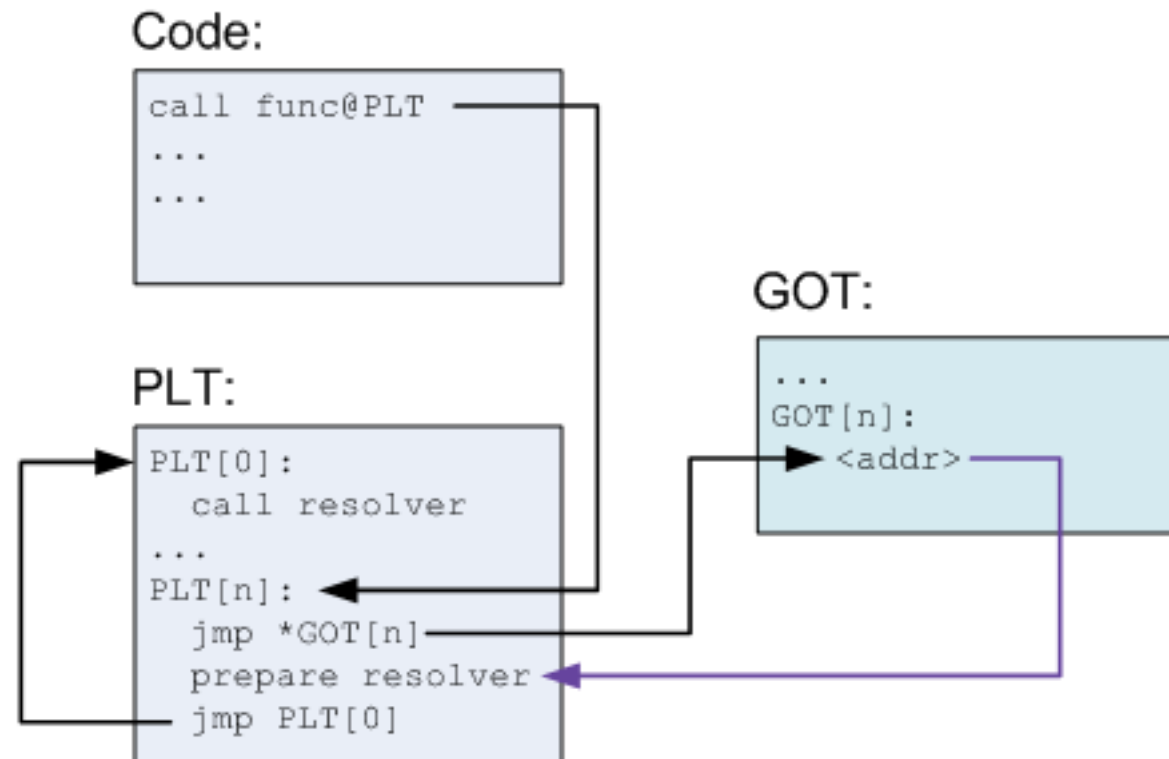 Code:
call func@PLT
...
...
PLT:
PLT[0]:
call resolver
...
PLT[n]:
jmp *GOT[n]
prepare resolver
jmp PLT[0]
GOT:
...
GOT[n]:
<addr>